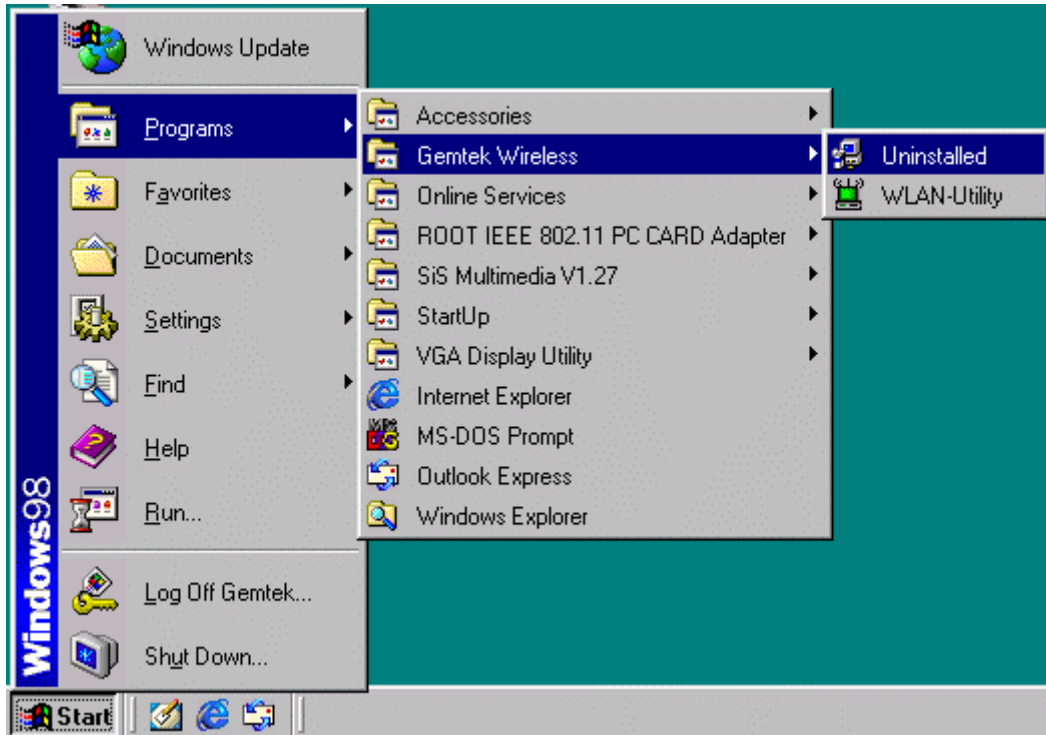 Windows Update
Programs
Favorites
Documents
Settings
Find
Help
Run...
Log Off Gemtek...
Shut Down...
Windows98
Accessories
Gemtek Wireless
Online Services
ROOT IEEE 802.11 PC CARD Adapter
SiS Multimedia V1.27
StartUp
VGA Display Utility
Internet Explorer
MS-DOS Prompt
Outlook Express
Windows Explorer
Uninstalled
WLAN-Utility
Start